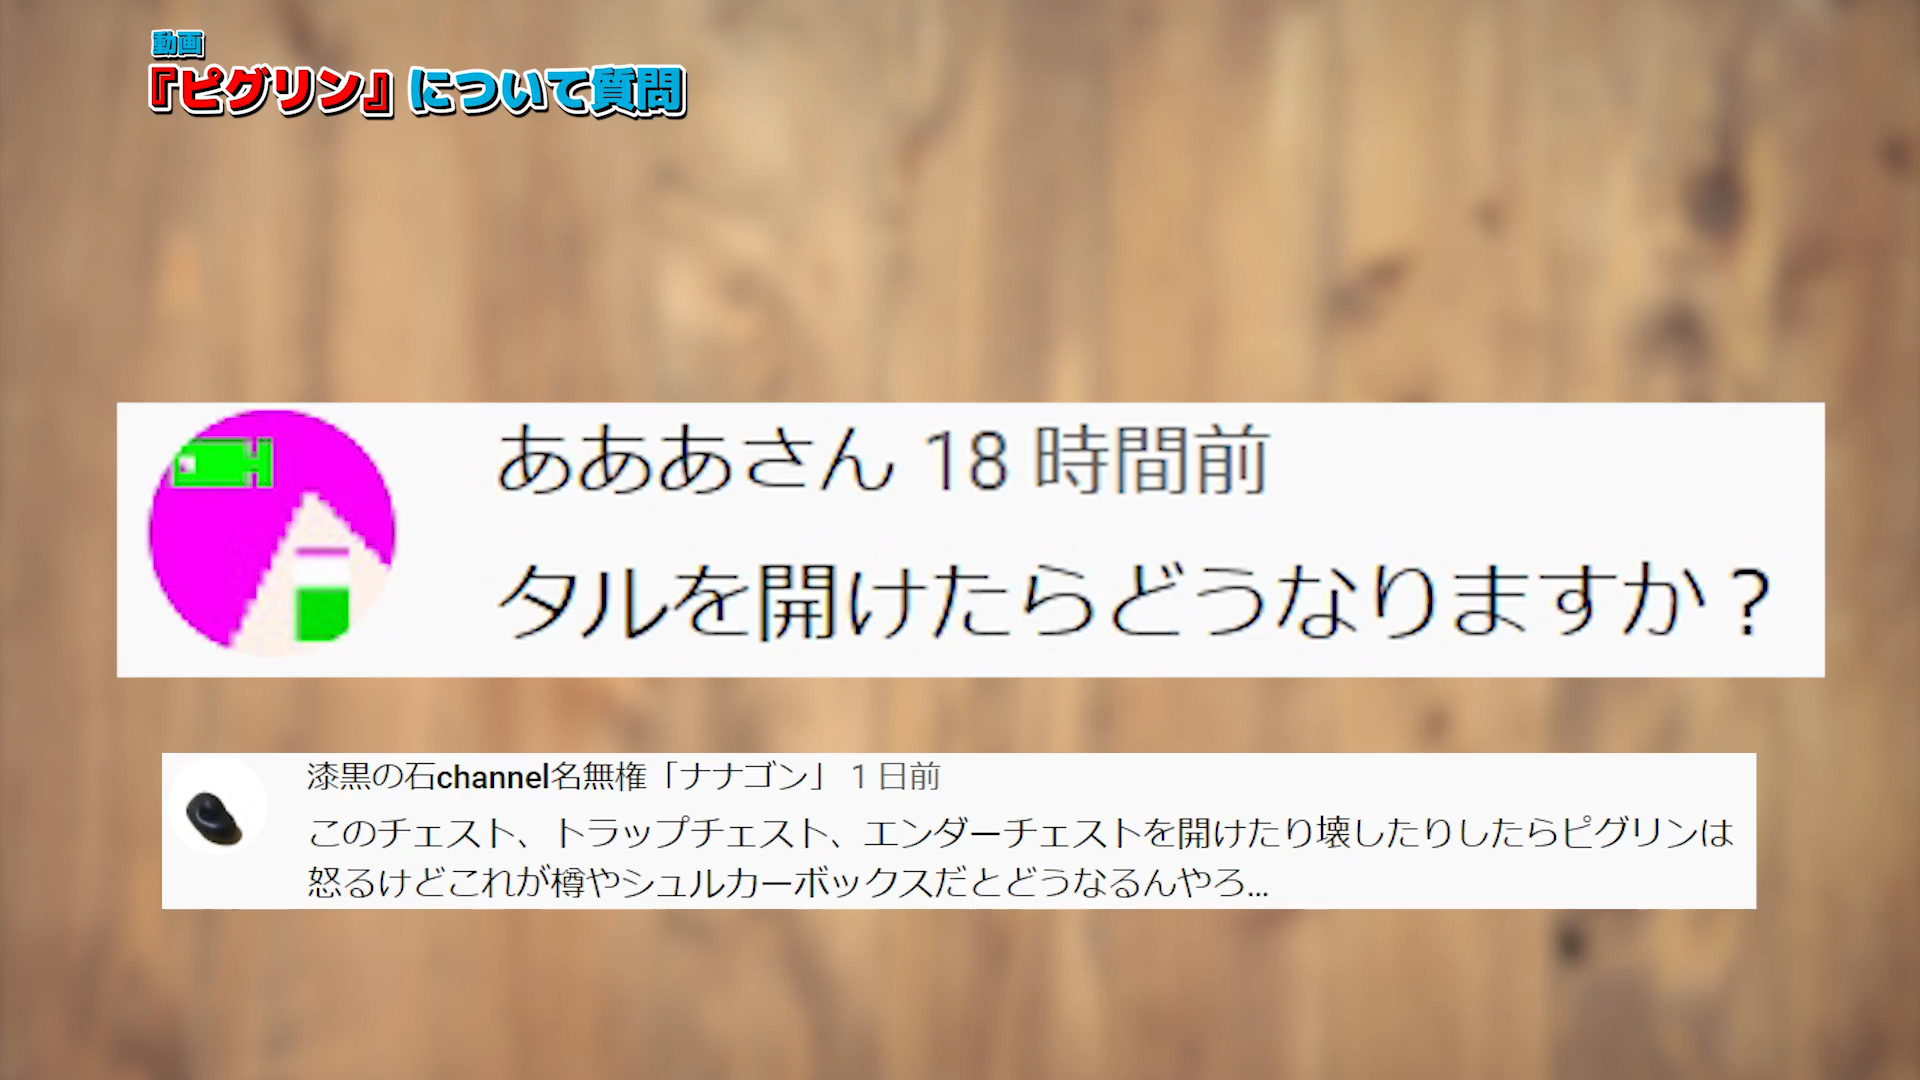 動画
『ピグリン』について質問
あああさん 18 時間前
タルを開けたらどうなりますか？
漆黒の石channel名無権「ナナゴン」 1 日前
このチェスト、トラップチェスト、エンダーチェストを開けたり壊したりしたらピグリンは
怒るけどこれが樽やシュルカーボックスだとどうなるんやろ...